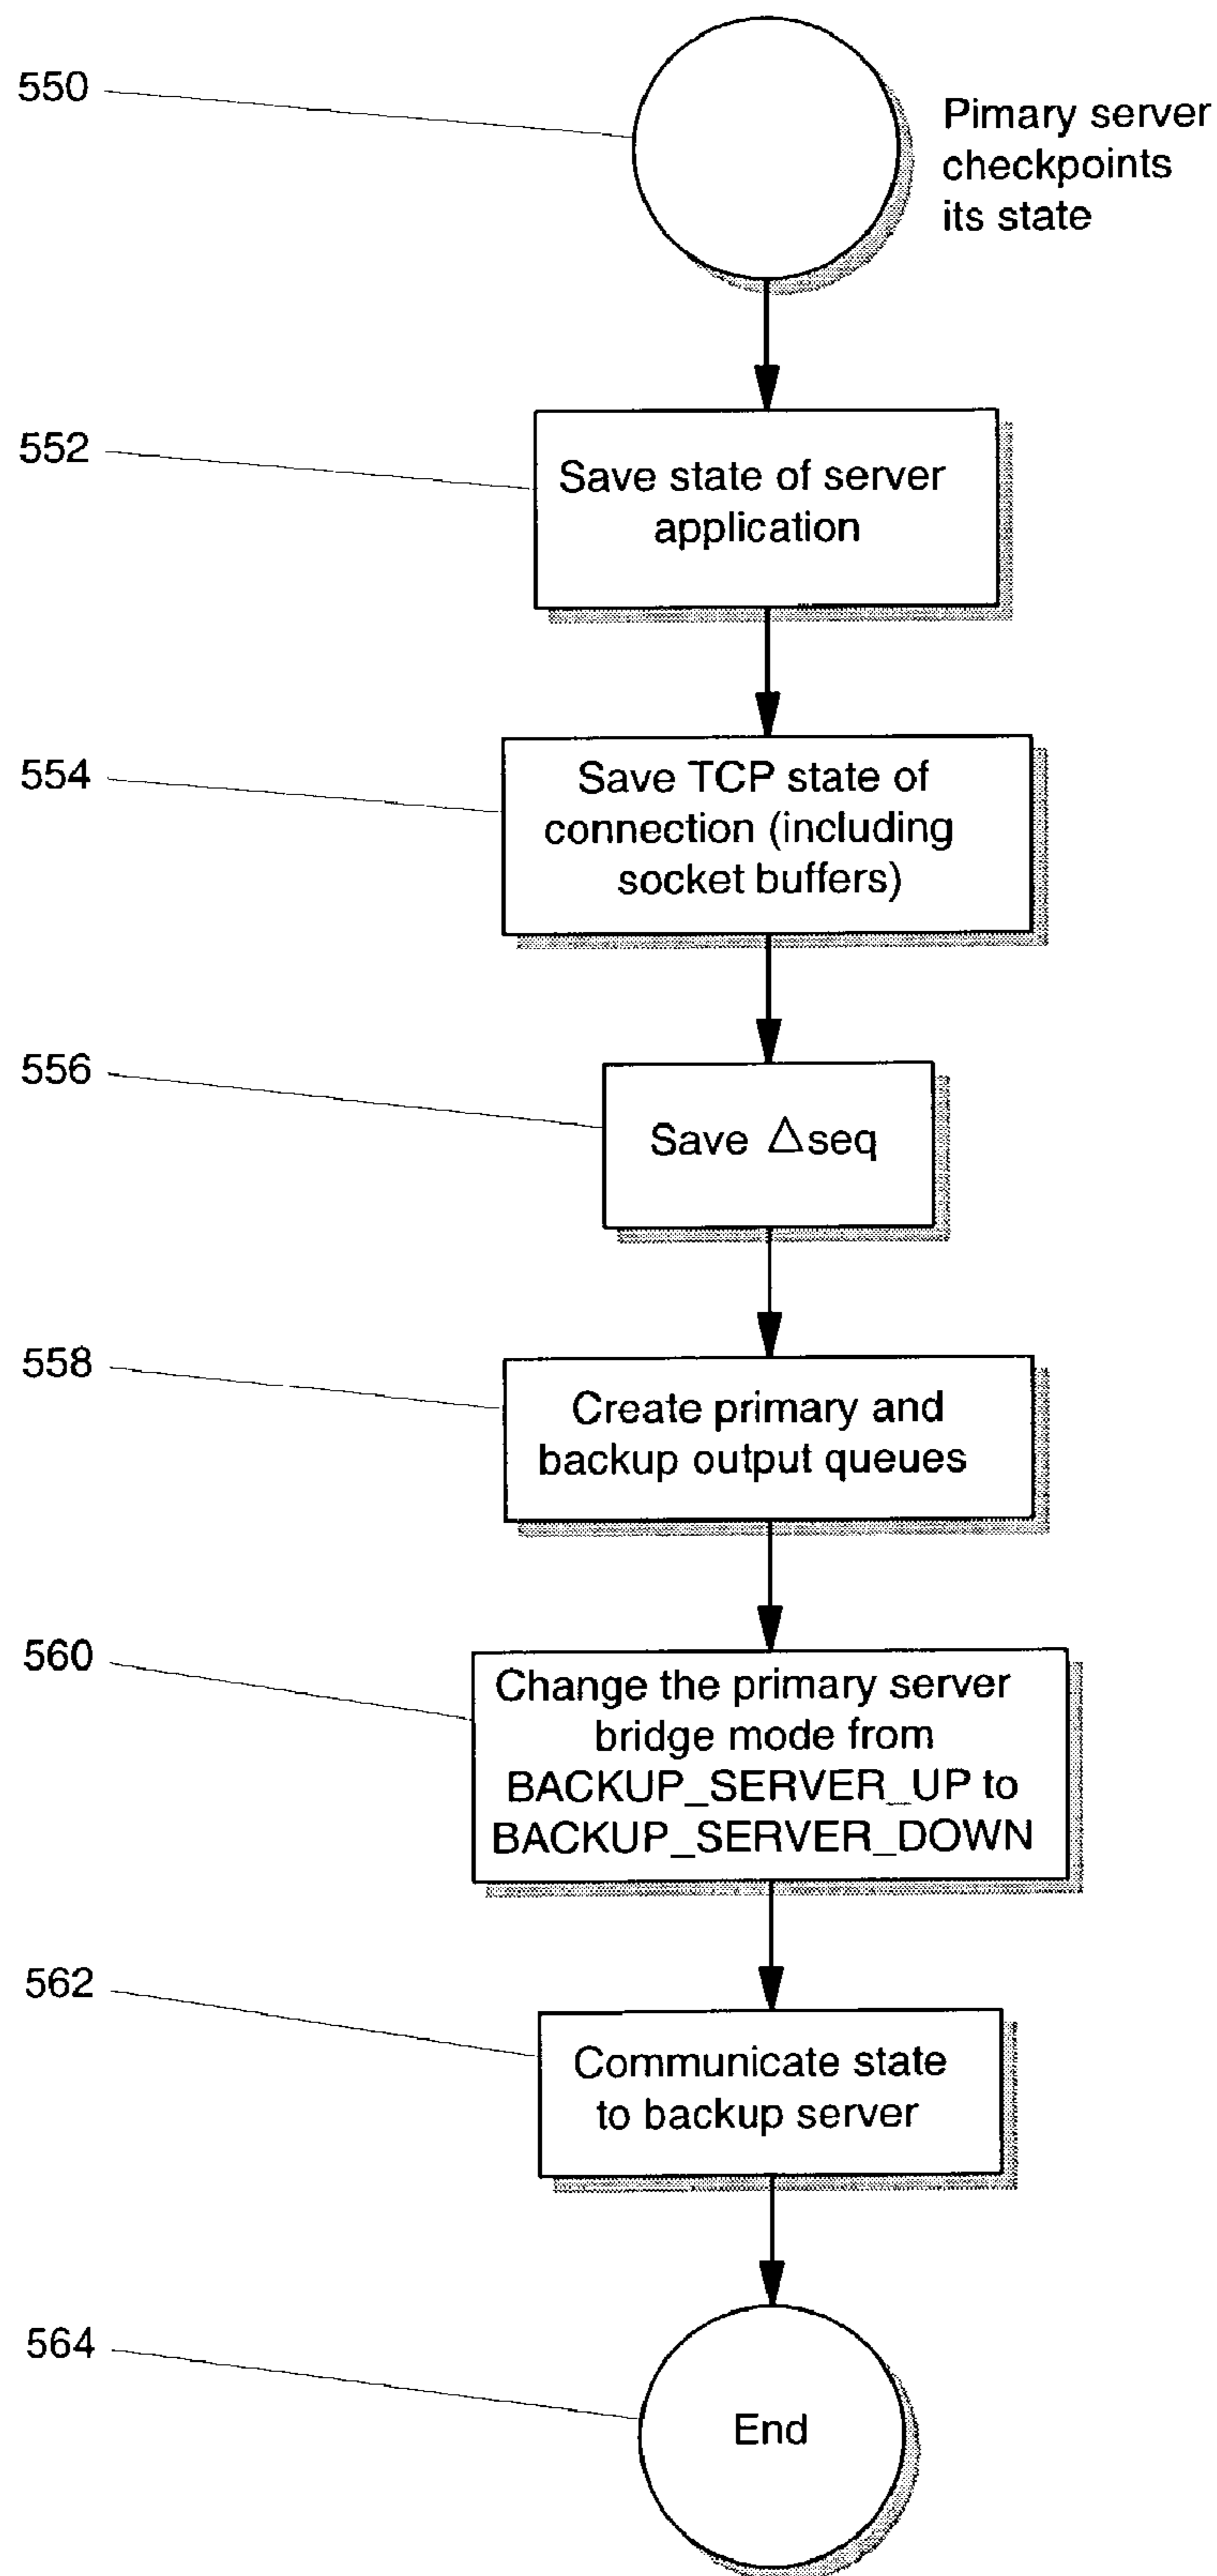 550
Pimary server
checkpoints
its state
552
Save state of server
application
554
Save TCP state of
connection (including
socket buffers)
556
Save △seq
558
Create primary and
backup output queues
560
Change the primary server
bridge mode from
BACKUP_SERVER_UP to
BACKUP_SERVER_DOWN
562
Communicate state
to backup server
564
End